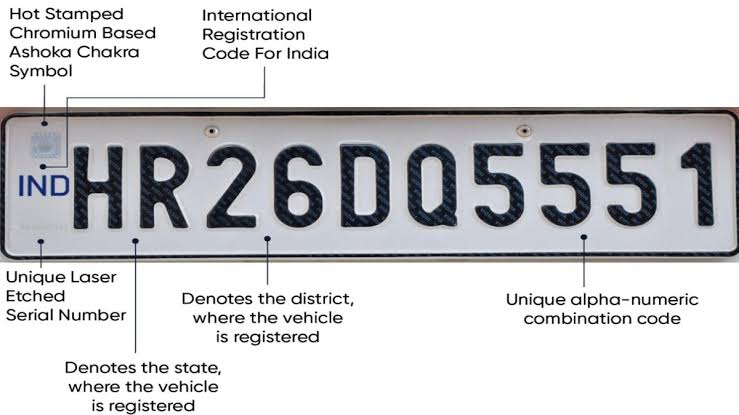 Hot Stamped
Chromium Based
Ashoka Chakra
Symbol
International
Registration
Code For India
IND
HR26DQ5551
Unique Laser
Etched
Serial Number
Denotes the state,
where the vehicle
is registered
Denotes the district,
where the vehicle
is registered
Unique alpha-numeric
combination code